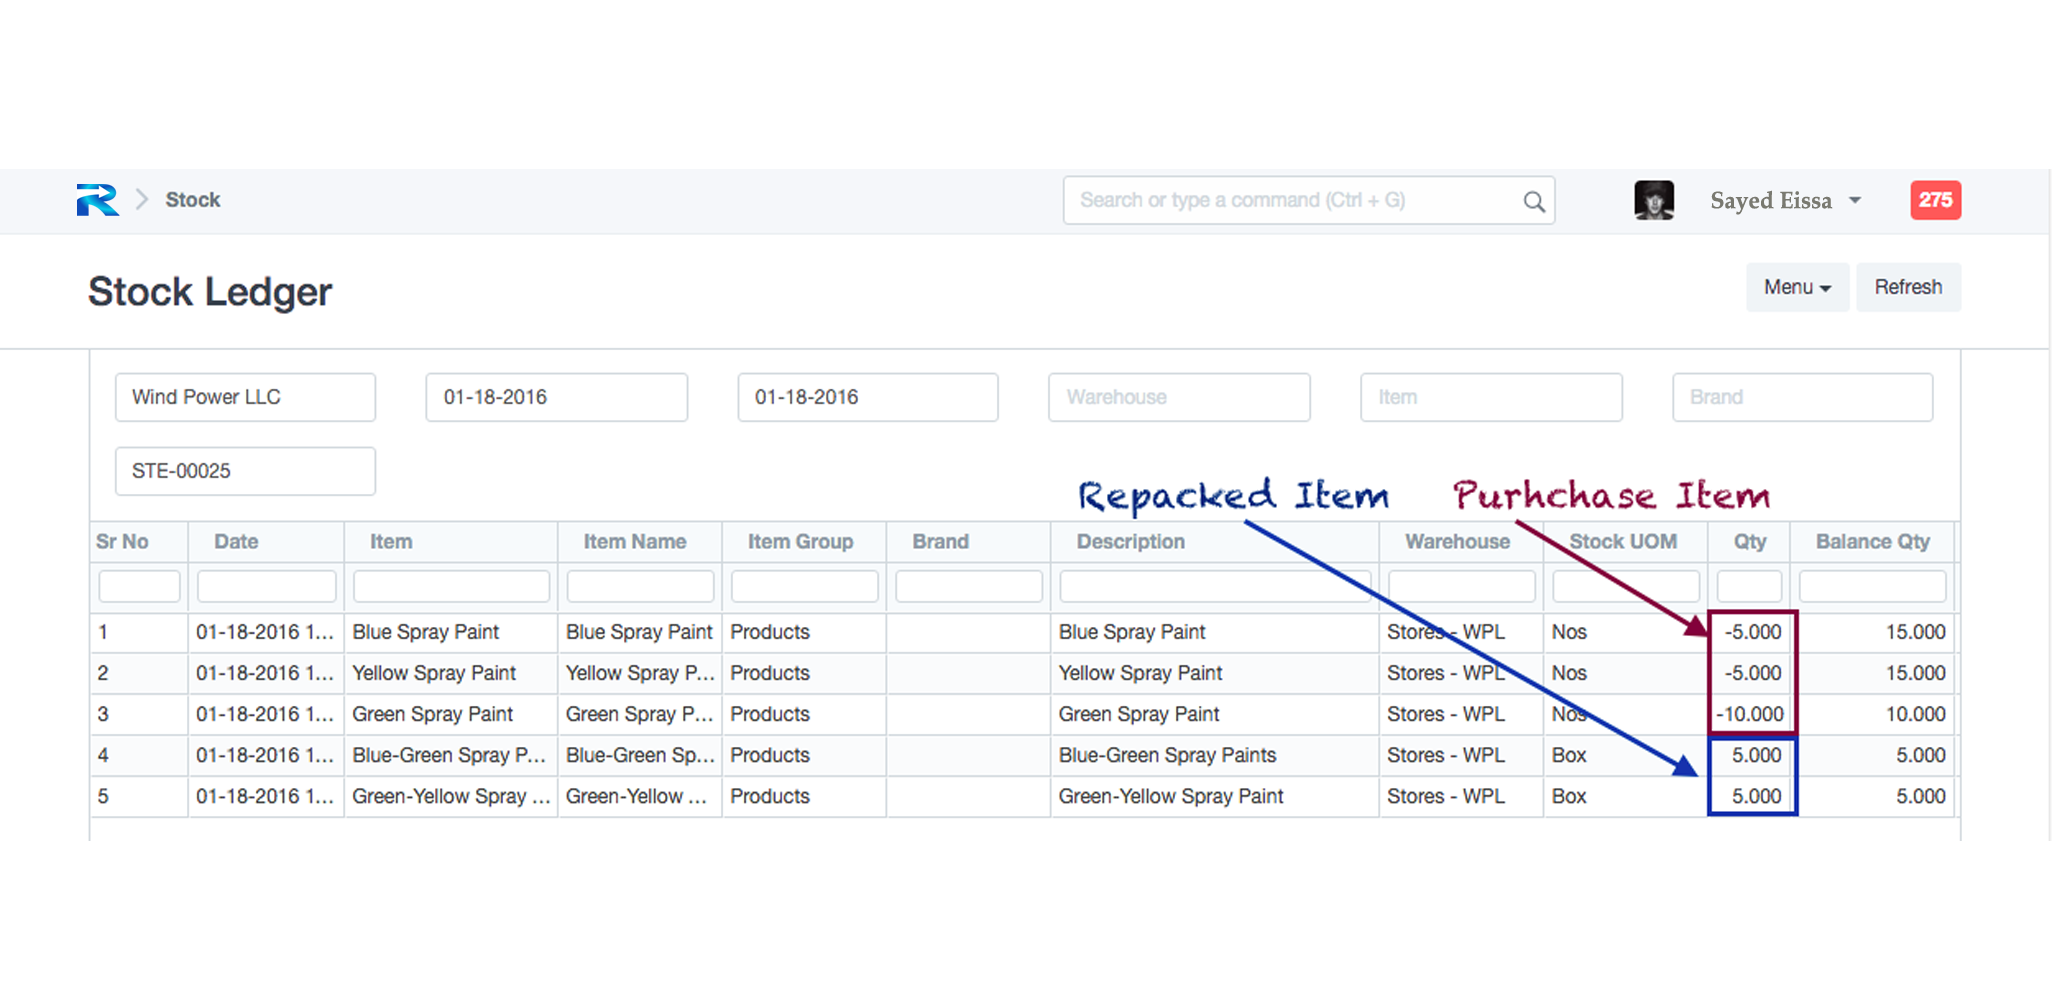 Stock
Search or type a command (Ctrl + G)
Sayed Eissa
275
Stock Ledger
Menu
Refresh
Wind Power LLC 01-18-2016 01-18-2016 Warehouse Item Brand
STE-00025
Repacked Item Purhchase Item
Sr No Date Item Item Name Item Group Brand Description Warehouse Stock UOM Qty Balance Qty
1 01-18-2016 1... Blue Spray Paint Blue Spray Paint Products Blue Spray Paint Stores - WPL Nos -5.000 15.000
2 01-18-2016 1... Yellow Spray Paint Yellow Spray P... Products Yellow Spray Paint Stores - WPL Nos -5.000 15.000
3 01-18-2016 1... Green Spray Paint Green Spray P... Products Green Spray Paint Stores - WPL Nos -10.000 10.000
4 01-18-2016 1... Blue-Green Spray P... Blue-Green Sp... Products Blue-Green Spray Paints Stores - WPL Box 5.000 5.000
5 01-18-2016 1... Green-Yellow Spray ... Green-Yellow ... Products Green-Yellow Spray Paint Stores - WPL Box 5.000 5.000